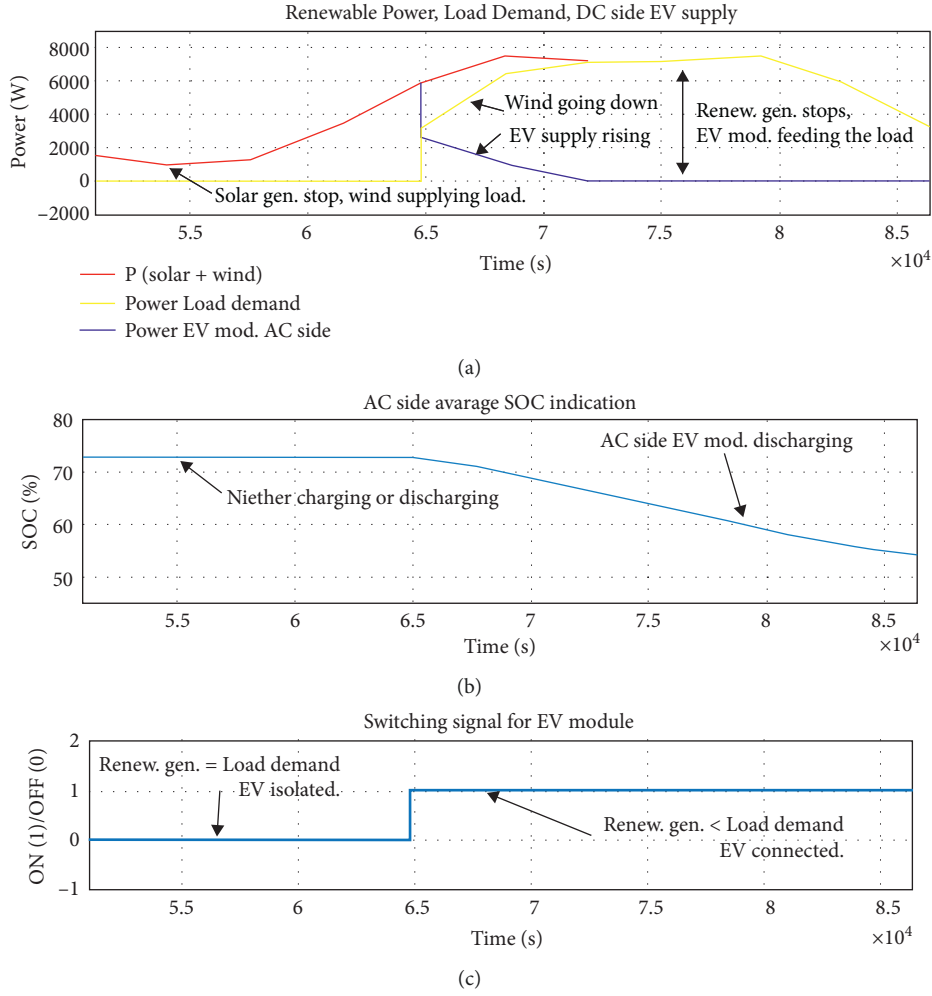 Renewable Power, Load Demand, DC side EV supply
Power (W)
8000
6000
4000
2000
0
−2000
Wind going down
EV supply rising
Renew. gen. stops,
EV mod. feeding the load
Solar gen. stop, wind supplying load.
5.5
6
6.5
7
7.5
8
8.5
×10⁴
Time (s)
P (solar + wind)
Power Load demand
Power EV mod. AC side
(a)
AC side avarage SOC indication
SOC (%)
80
70
60
50
AC side EV mod. discharging
Niether charging or discharging
5.5
6
6.5
7
7.5
8
8.5
×10⁴
Time (s)
(b)
Switching signal for EV module
ON (1)/OFF (0)
2
1
0
−1
Renew. gen. = Load demand
EV isolated.
Renew. gen. < Load demand
EV connected.
5.5
6
6.5
7
7.5
8
8.5
×10⁴
Time (s)
(c)